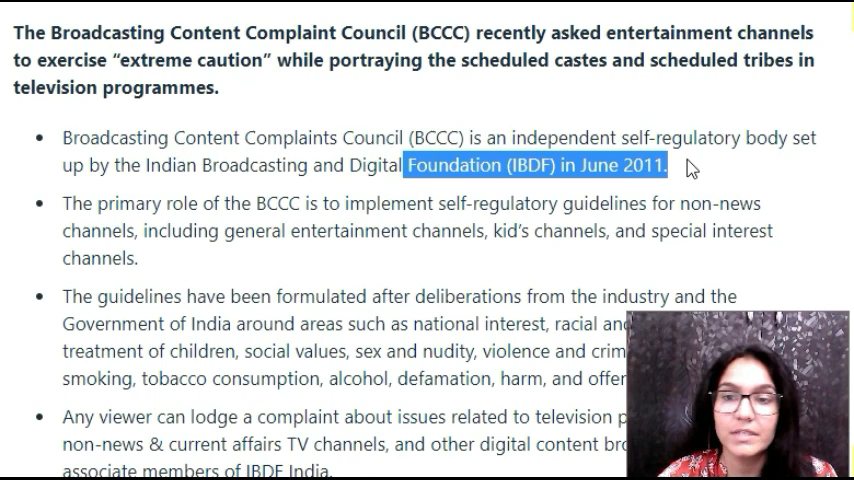 The Broadcasting Content Complaint Council (BCCC) recently asked entertainment channels
to exercise “extreme caution” while portraying the scheduled castes and scheduled tribes in
television programmes.
• Broadcasting Content Complaints Council (BCCC) is an independent self-regulatory body set
up by the Indian Broadcasting and Digital Foundation (IBDF) in June 2011.
• The primary role of the BCCC is to implement self-regulatory guidelines for non-news
channels, including general entertainment channels, kid’s channels, and special interest
channels.
• The guidelines have been formulated after deliberations from the industry and the
Government of India around areas such as national interest, racial
treatment of children, social values, sex and nudity, violence and
smoking, tobacco consumption, alcohol, defamation, harm, and
• Any viewer can lodge a complaint about issues related to television
non-news & current affairs TV channels, and other digital content
associate members of IBDF India.